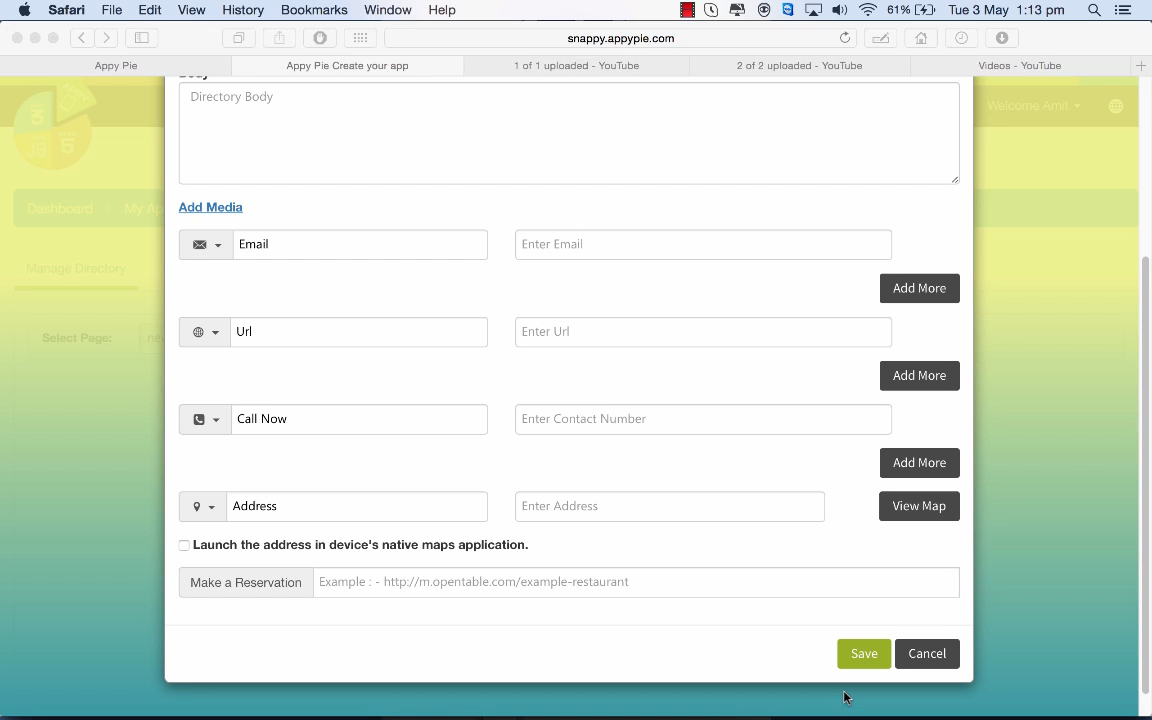 Safari File Edit View History Bookmarks Window Help 61% Tue 3 May 1:13 pm
snappy.appypie.com
Appy Pie Appy Pie Create your app 1 of 1 uploaded - YouTube 2 of 2 uploaded - YouTube Videos - YouTube
Body
Directory Body
Welcome Amit
Dashboard My Ap
Add Media
Email Enter Email
Manage Directory
Add More
Url Enter Url
Select Page: ne
Add More
Call Now Enter Contact Number
Add More
Address Enter Address View Map
Launch the address in device's native maps application.
Make a Reservation Example : - http://m.opentable.com/example-restaurant
Save Cancel